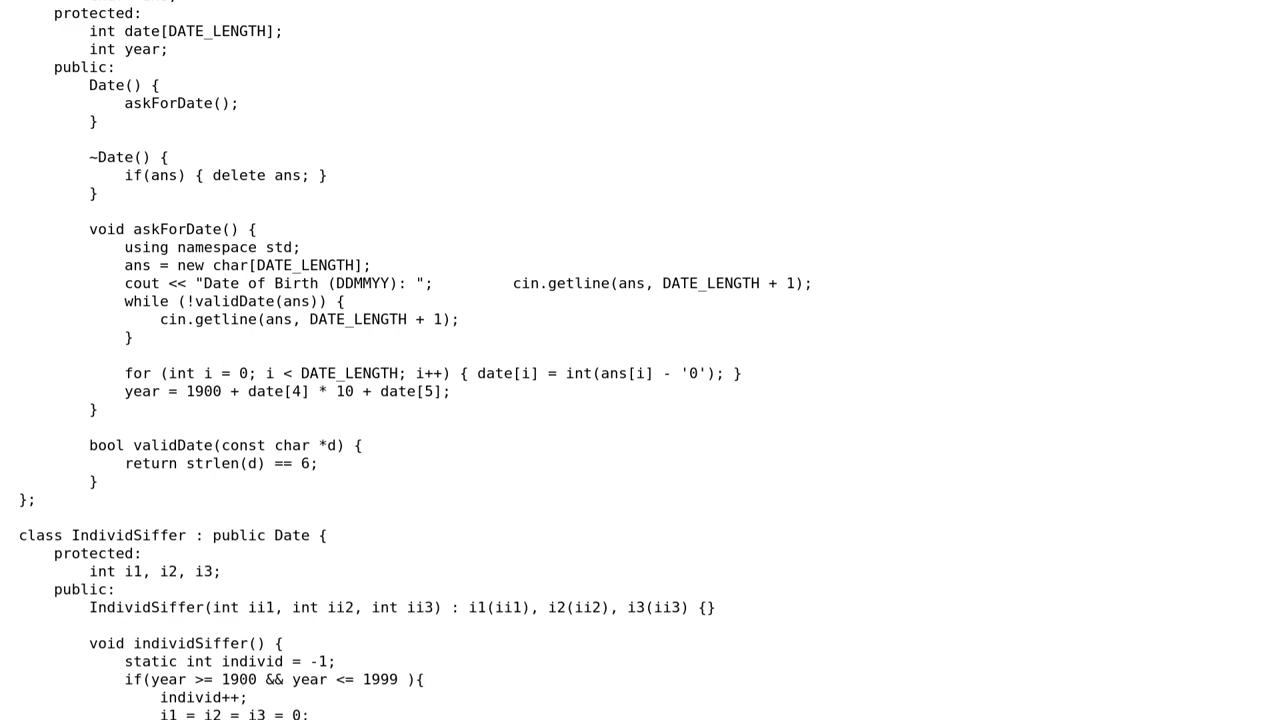 protected:
        int date[DATE_LENGTH];
        int year;
    public:
        Date() {
            askForDate();
        }

        ~Date() {
            if(ans) { delete ans; }
        }

        void askForDate() {
            using namespace std;
            ans = new char[DATE_LENGTH];
            cout << "Date of Birth (DDMMYY): ";         cin.getline(ans, DATE_LENGTH + 1);
            while (!validDate(ans)) {
                cin.getline(ans, DATE_LENGTH + 1);
            }

            for (int i = 0; i < DATE_LENGTH; i++) { date[i] = int(ans[i] - '0'); }
            year = 1900 + date[4] * 10 + date[5];
        }

        bool validDate(const char *d) {
            return strlen(d) == 6;
        }
};

class IndividSiffer : public Date {
    protected:
        int i1, i2, i3;
    public:
        IndividSiffer(int ii1, int ii2, int ii3) : i1(ii1), i2(ii2), i3(ii3) {}

        void individSiffer() {
            static int individ = -1;
            if(year >= 1900 && year <= 1999 ){
                individ++;
                i1 = i2 = i3 = 0;